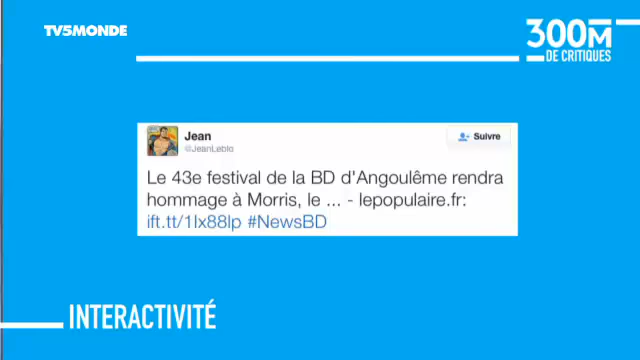 TV5MONDE
300M
DE CRITIQUES
Jean
@JeanLeblo
Suivre
Le 43e festival de la BD d'Angoulême rendra
hommage à Morris, le ... - lepopulaire.fr:
ift.tt/1Ix88lp #NewsBD
INTERACTIVITÉ